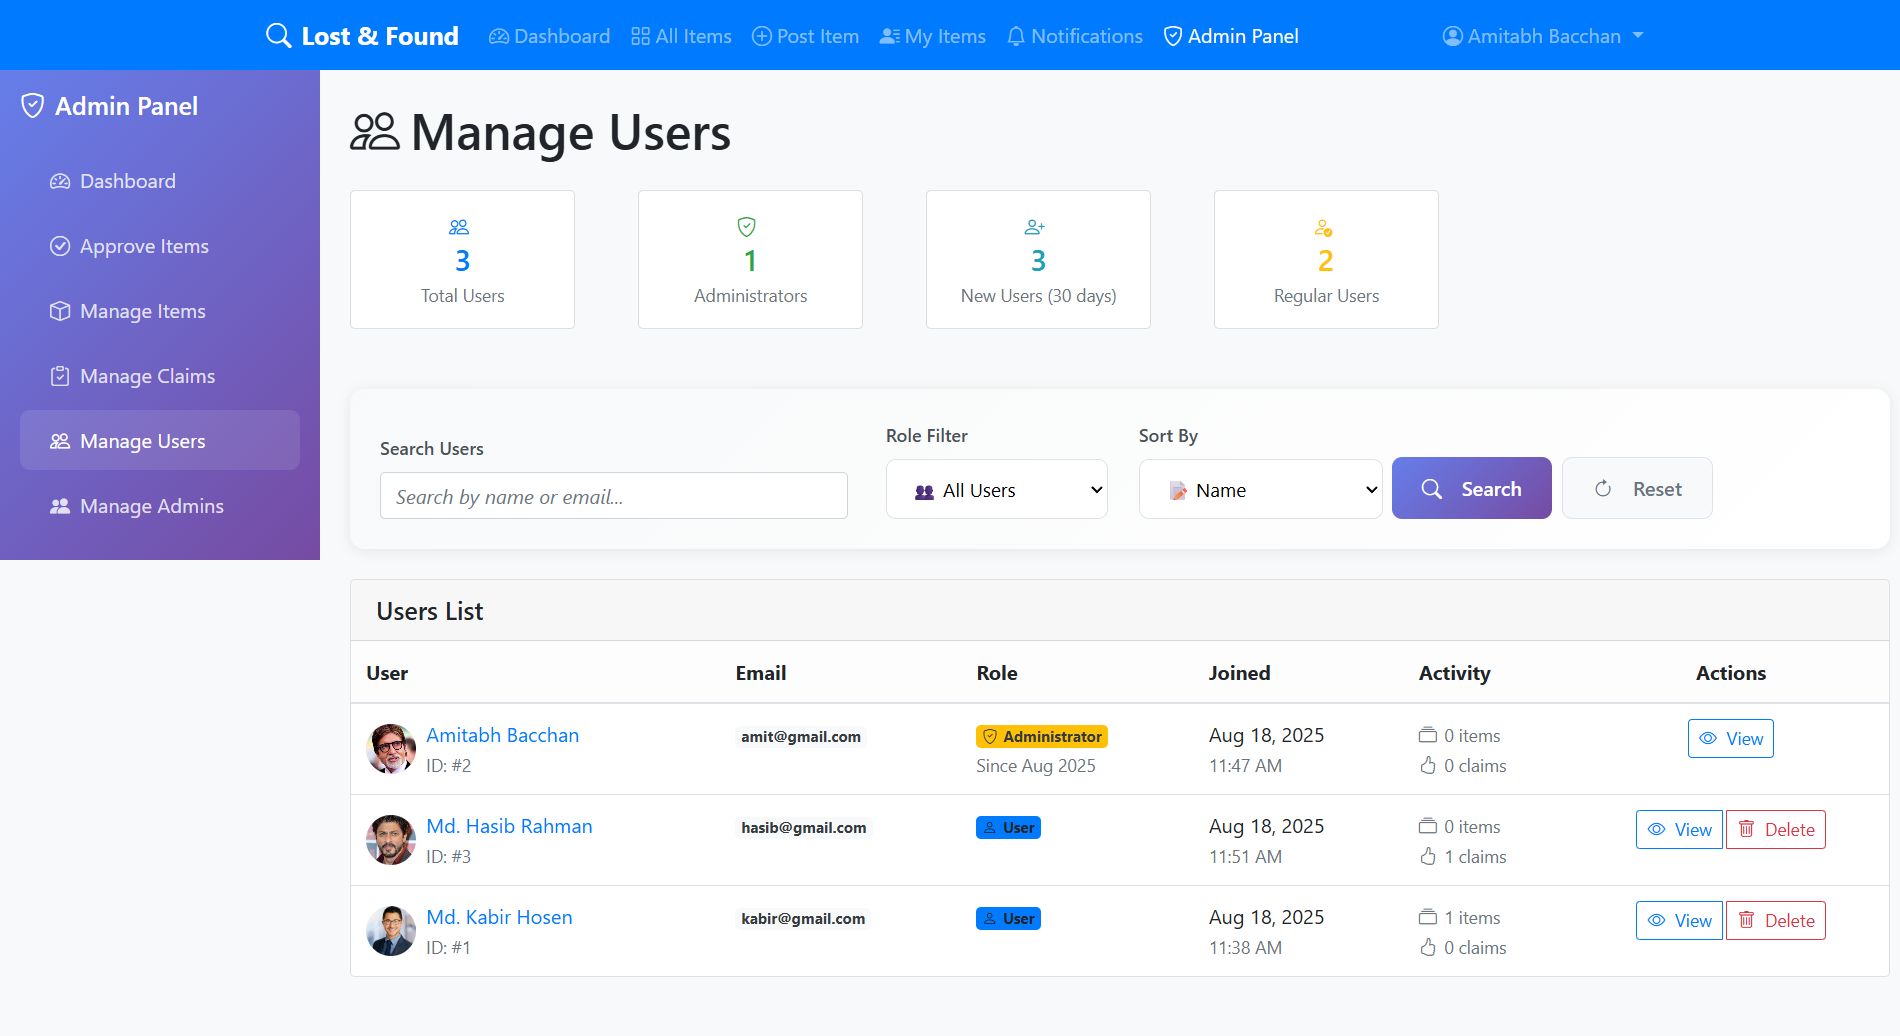 Lost & Found Dashboard All Items Post Item My Items Notifications Admin Panel Amitabh Bacchan
Admin Panel
Dashboard
Approve Items
Manage Items
Manage Claims
Manage Users
Manage Admins
Manage Users
3
Total Users
1
Administrators
3
New Users (30 days)
2
Regular Users
Search Users
Search by name or email...
Role Filter
All Users
Sort By
Name
Search
Reset
Users List
User Email Role Joined Activity Actions
Amitabh Bacchan amit@gmail.com Administrator Aug 18, 2025 0 items View
ID: #2 Since Aug 2025 11:47 AM 0 claims
Md. Hasib Rahman hasib@gmail.com User Aug 18, 2025 0 items View Delete
ID: #3 11:51 AM 1 claims
Md. Kabir Hosen kabir@gmail.com User Aug 18, 2025 1 items View Delete
ID: #1 11:38 AM 0 claims